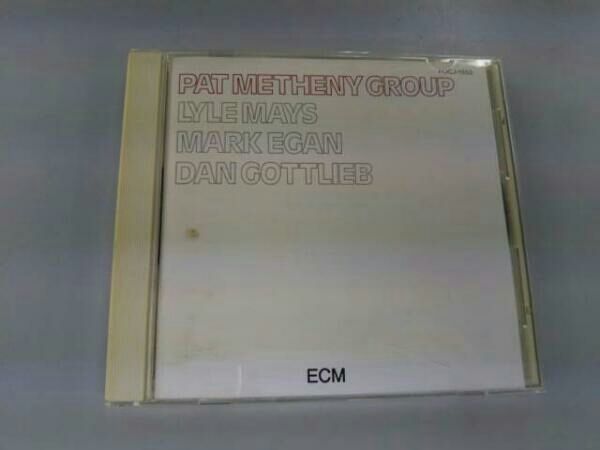 PAT METHENY GROUP
LYLE MAYS
MARK EGAN
DAN GOTTLIEB
ECM